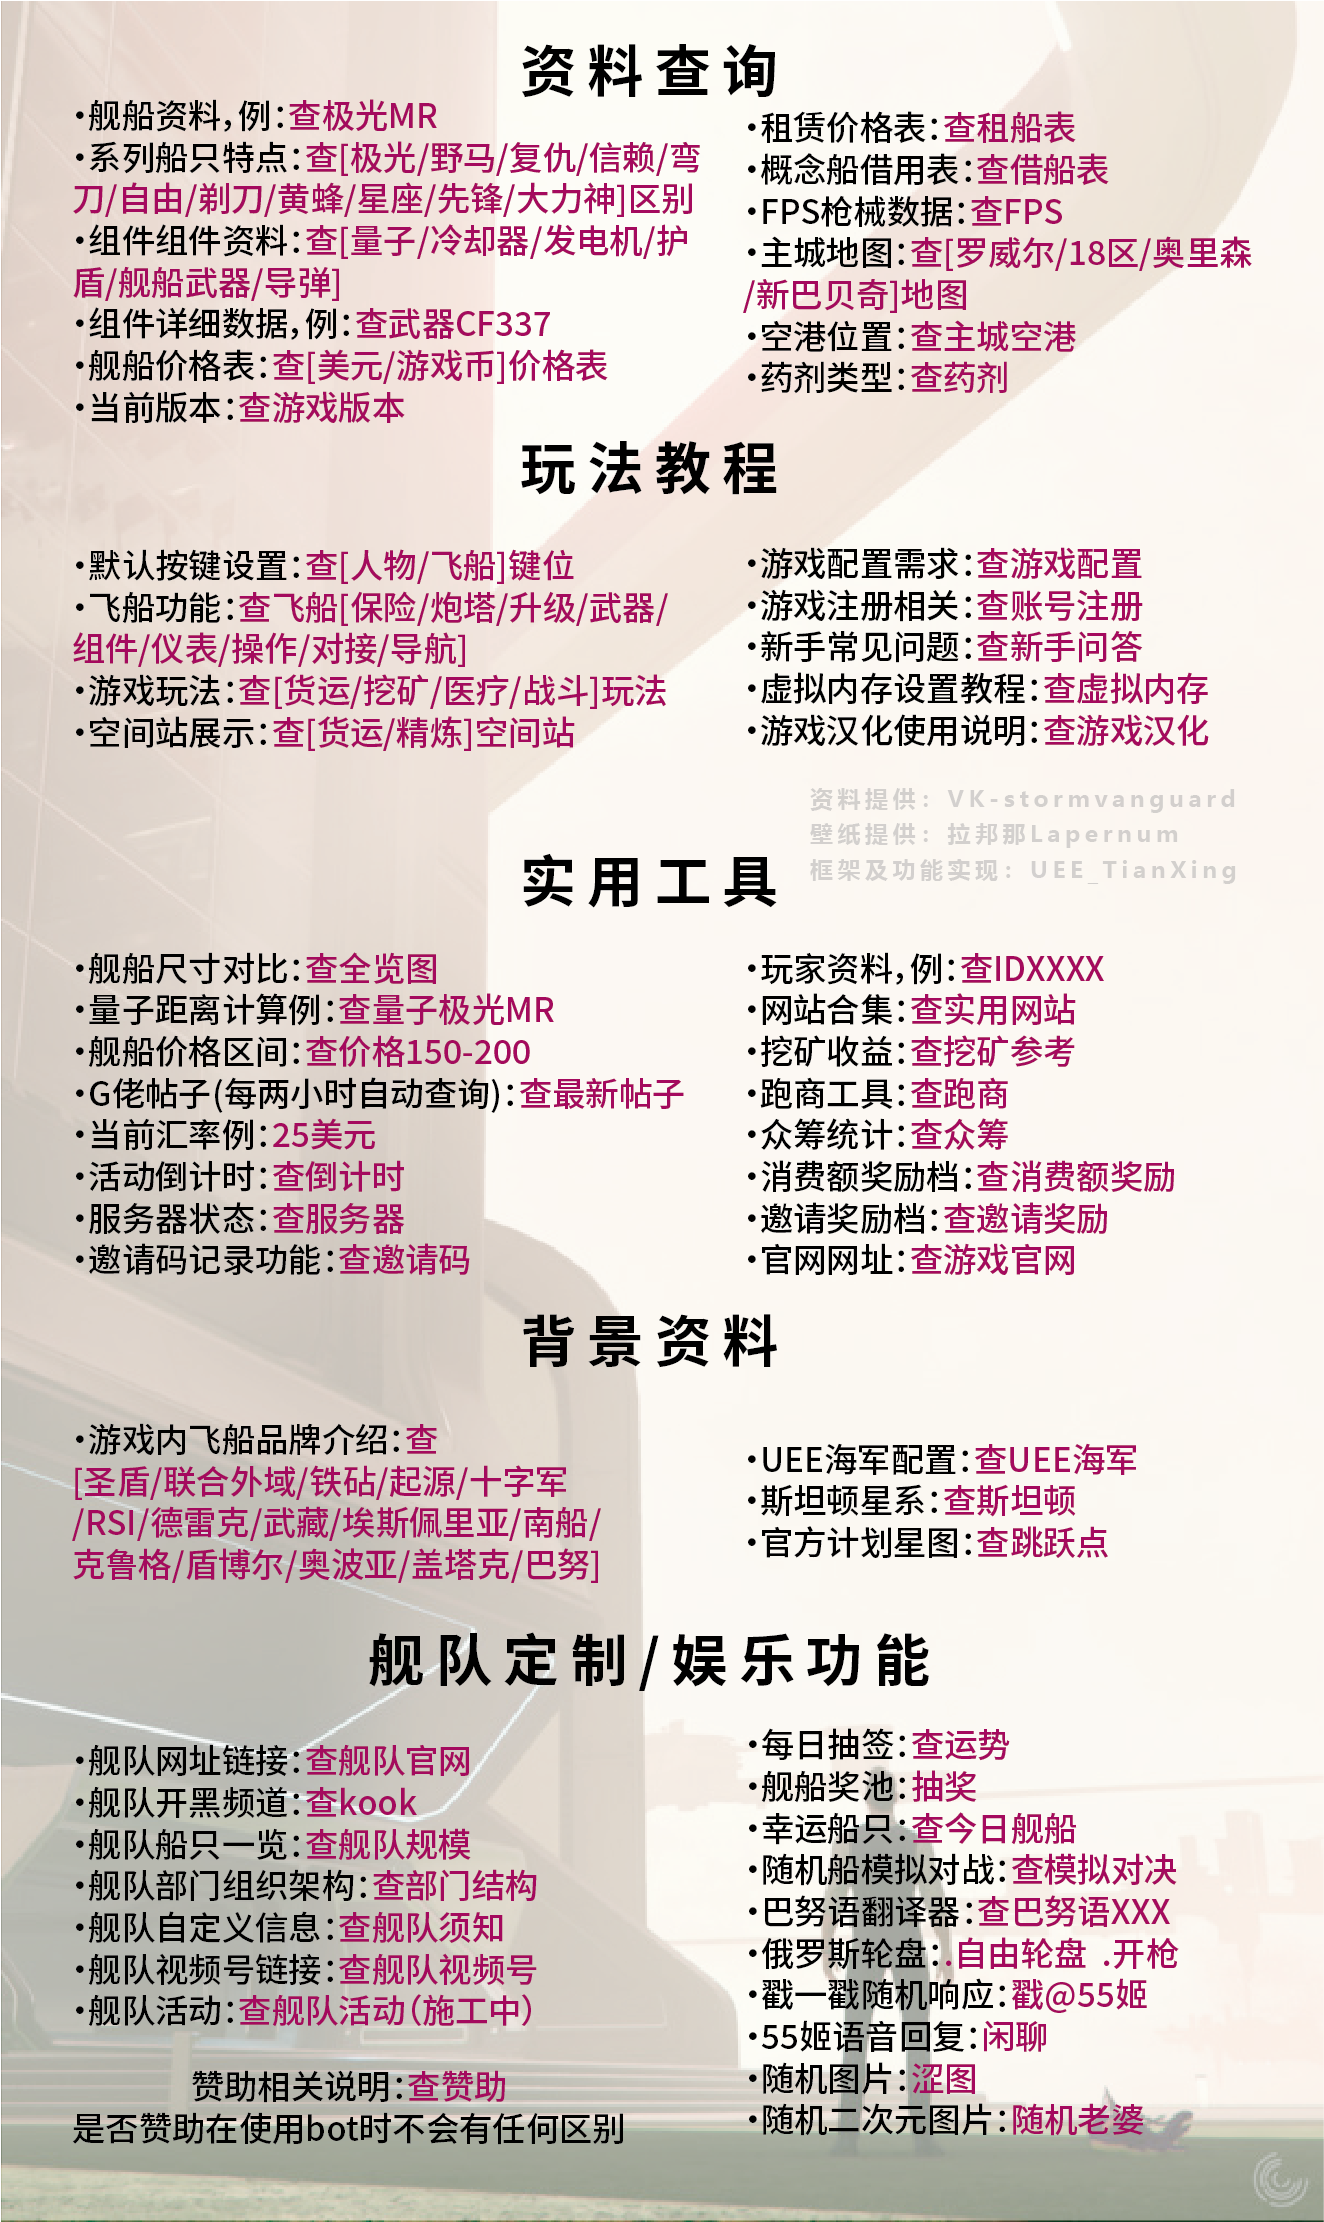 资料查询
·舰船资料，例：查极光MR
·系列船只特点：查[极光/野马/复仇/信赖/弯
刀/自由/剃刀/黄蜂/星座/先锋/大力神]区别
·组件组件资料：查[量子/冷却器/发电机/护
盾/舰船武器/导弹]
·组件详细数据，例：查武器CF337
·舰船价格表：查[美元/游戏币]价格表
·当前版本：查游戏版本
·租赁价格表：查租船表
·概念船借用表：查借船表
·FPS枪械数据：查FPS
·主城地图：查[罗威尔/18区/奥里森
/新巴贝奇]地图
·空港位置：查主城空港
·药剂类型：查药剂
玩法教程
·默认按键设置：查[人物/飞船]键位
·飞船功能：查飞船[保险/炮塔/升级/武器/
组件/仪表/操作/对接/导航]
·游戏玩法：查[货运/挖矿/医疗/战斗]玩法
·空间站展示：查[货运/精炼]空间站
·游戏配置需求：查游戏配置
·游戏注册相关：查账号注册
·新手常见问题：查新手问答
·虚拟内存设置教程：查虚拟内存
·游戏汉化使用说明：查游戏汉化
资料提供：VK-stormvanguard
壁纸提供：拉邦那Lapernum
框架及功能实现：UEE_TianXing
实用工具
·舰船尺寸对比：查全览图
·量子距离计算例：查量子极光MR
·舰船价格区间：查价格150-200
·G佬帖子(每两小时自动查询)：查最新帖子
·当前汇率例：25美元
·活动倒计时：查倒计时
·服务器状态：查服务器
·邀请码记录功能：查邀请码
·玩家资料，例：查IDXXXX
·网站合集：查实用网站
·挖矿收益：查挖矿参考
·跑商工具：查跑商
·众筹统计：查众筹
·消费额奖励档：查消费额奖励
·邀请奖励档：查邀请奖励
·官网网址：查游戏官网
背景资料
·游戏内飞船品牌介绍：查
[圣盾/联合外域/铁砧/起源/十字军
/RSI/德雷克/武藏/埃斯佩里亚/南船/
克鲁格/盾博尔/奥波亚/盖塔克/巴努]
·UEE海军配置：查UEE海军
·斯坦顿星系：查斯坦顿
·官方计划星图：查跳跃点
舰队定制/娱乐功能
·舰队网址链接：查舰队官网
·舰队开黑频道：查kook
·舰队船只一览：查舰队规模
·舰队部门组织架构：查部门结构
·舰队自定义信息：查舰队须知
·舰队视频号链接：查舰队视频号
·舰队活动：查舰队活动（施工中）
赞助相关说明：查赞助
是否赞助在使用bot时不会有任何区别
·每日抽签：查运势
·舰船奖池：抽奖
·幸运船只：查今日舰船
·随机船模拟对战：查模拟对决
·巴努语翻译器：查巴努语XXX
·俄罗斯轮盘：.自由轮盘 .开枪
·戳一戳随机响应：戳@55姬
·55姬语音回复：闲聊
·随机图片：涩图
·随机二次元图片：随机老婆